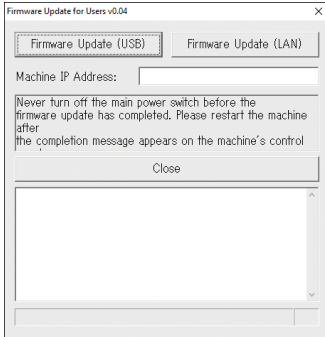 Firmware Update for Users v0.04
Firmware Update (USB)
Firmware Update (LAN)
Machine IP Address:
Never turn off the main power switch before the
firmware update has completed. Please restart the machine
after
the completion message appears on the machine's control
Close